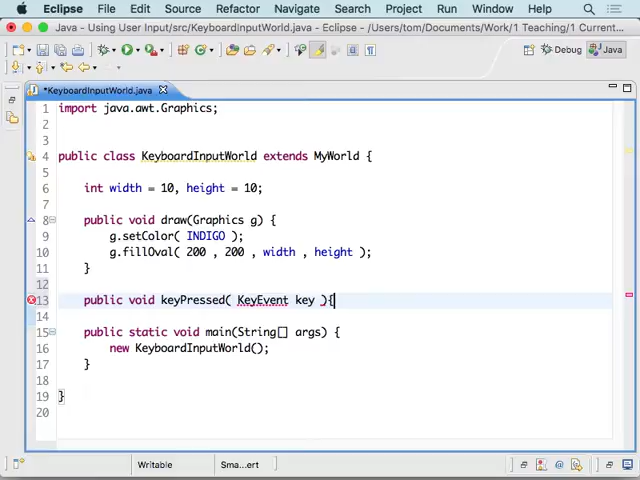 Eclipse File Edit Source Refactor Navigate Search Project Run Window Help
Java - Using User Input/src/KeyboardInputWorld.java - Eclipse - /Users/tom/Documents/Work/1 Teaching/1 Current...
Debug Java
*KeyboardInputWorld.java
1 import java.awt.Graphics;
2
3
4 public class KeyboardInputWorld extends MyWorld {
5
6 int width = 10, height = 10;
7
8 public void draw(Graphics g) {
9 g.setColor( INDIGO );
10 g.fillOval( 200 , 200 , width , height );
11 }
12
13 public void keyPressed( KeyEvent key ){
14
15 public static void main(String[] args) {
16 new KeyboardInputWorld();
17 }
18
19 }
20
Writable Sma...ert